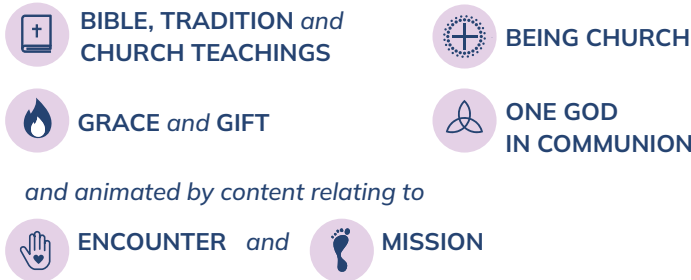 BIBLE, TRADITION and
CHURCH TEACHINGS
BEING CHURCH
GRACE and GIFT
ONE GOD
IN COMMUNION
and animated by content relating to
ENCOUNTER and MISSION